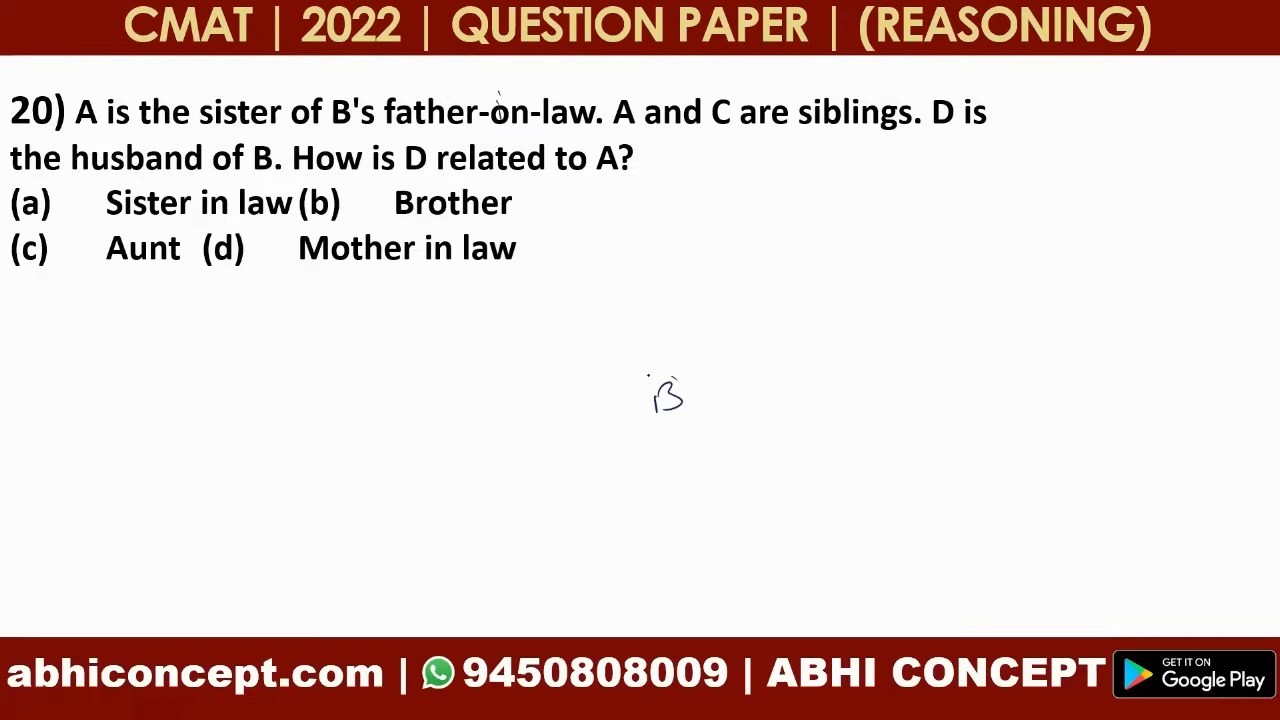 CMAT | 2022 | QUESTION PAPER | (REASONING)
20) A is the sister of B's father-on-law. A and C are siblings. D is
the husband of B. How is D related to A?
(a) Sister in law (b) Brother
(c) Aunt (d) Mother in law
B
abhiconcept.com | 9450808009 | ABHI CONCEPT GET IT ON Google Play